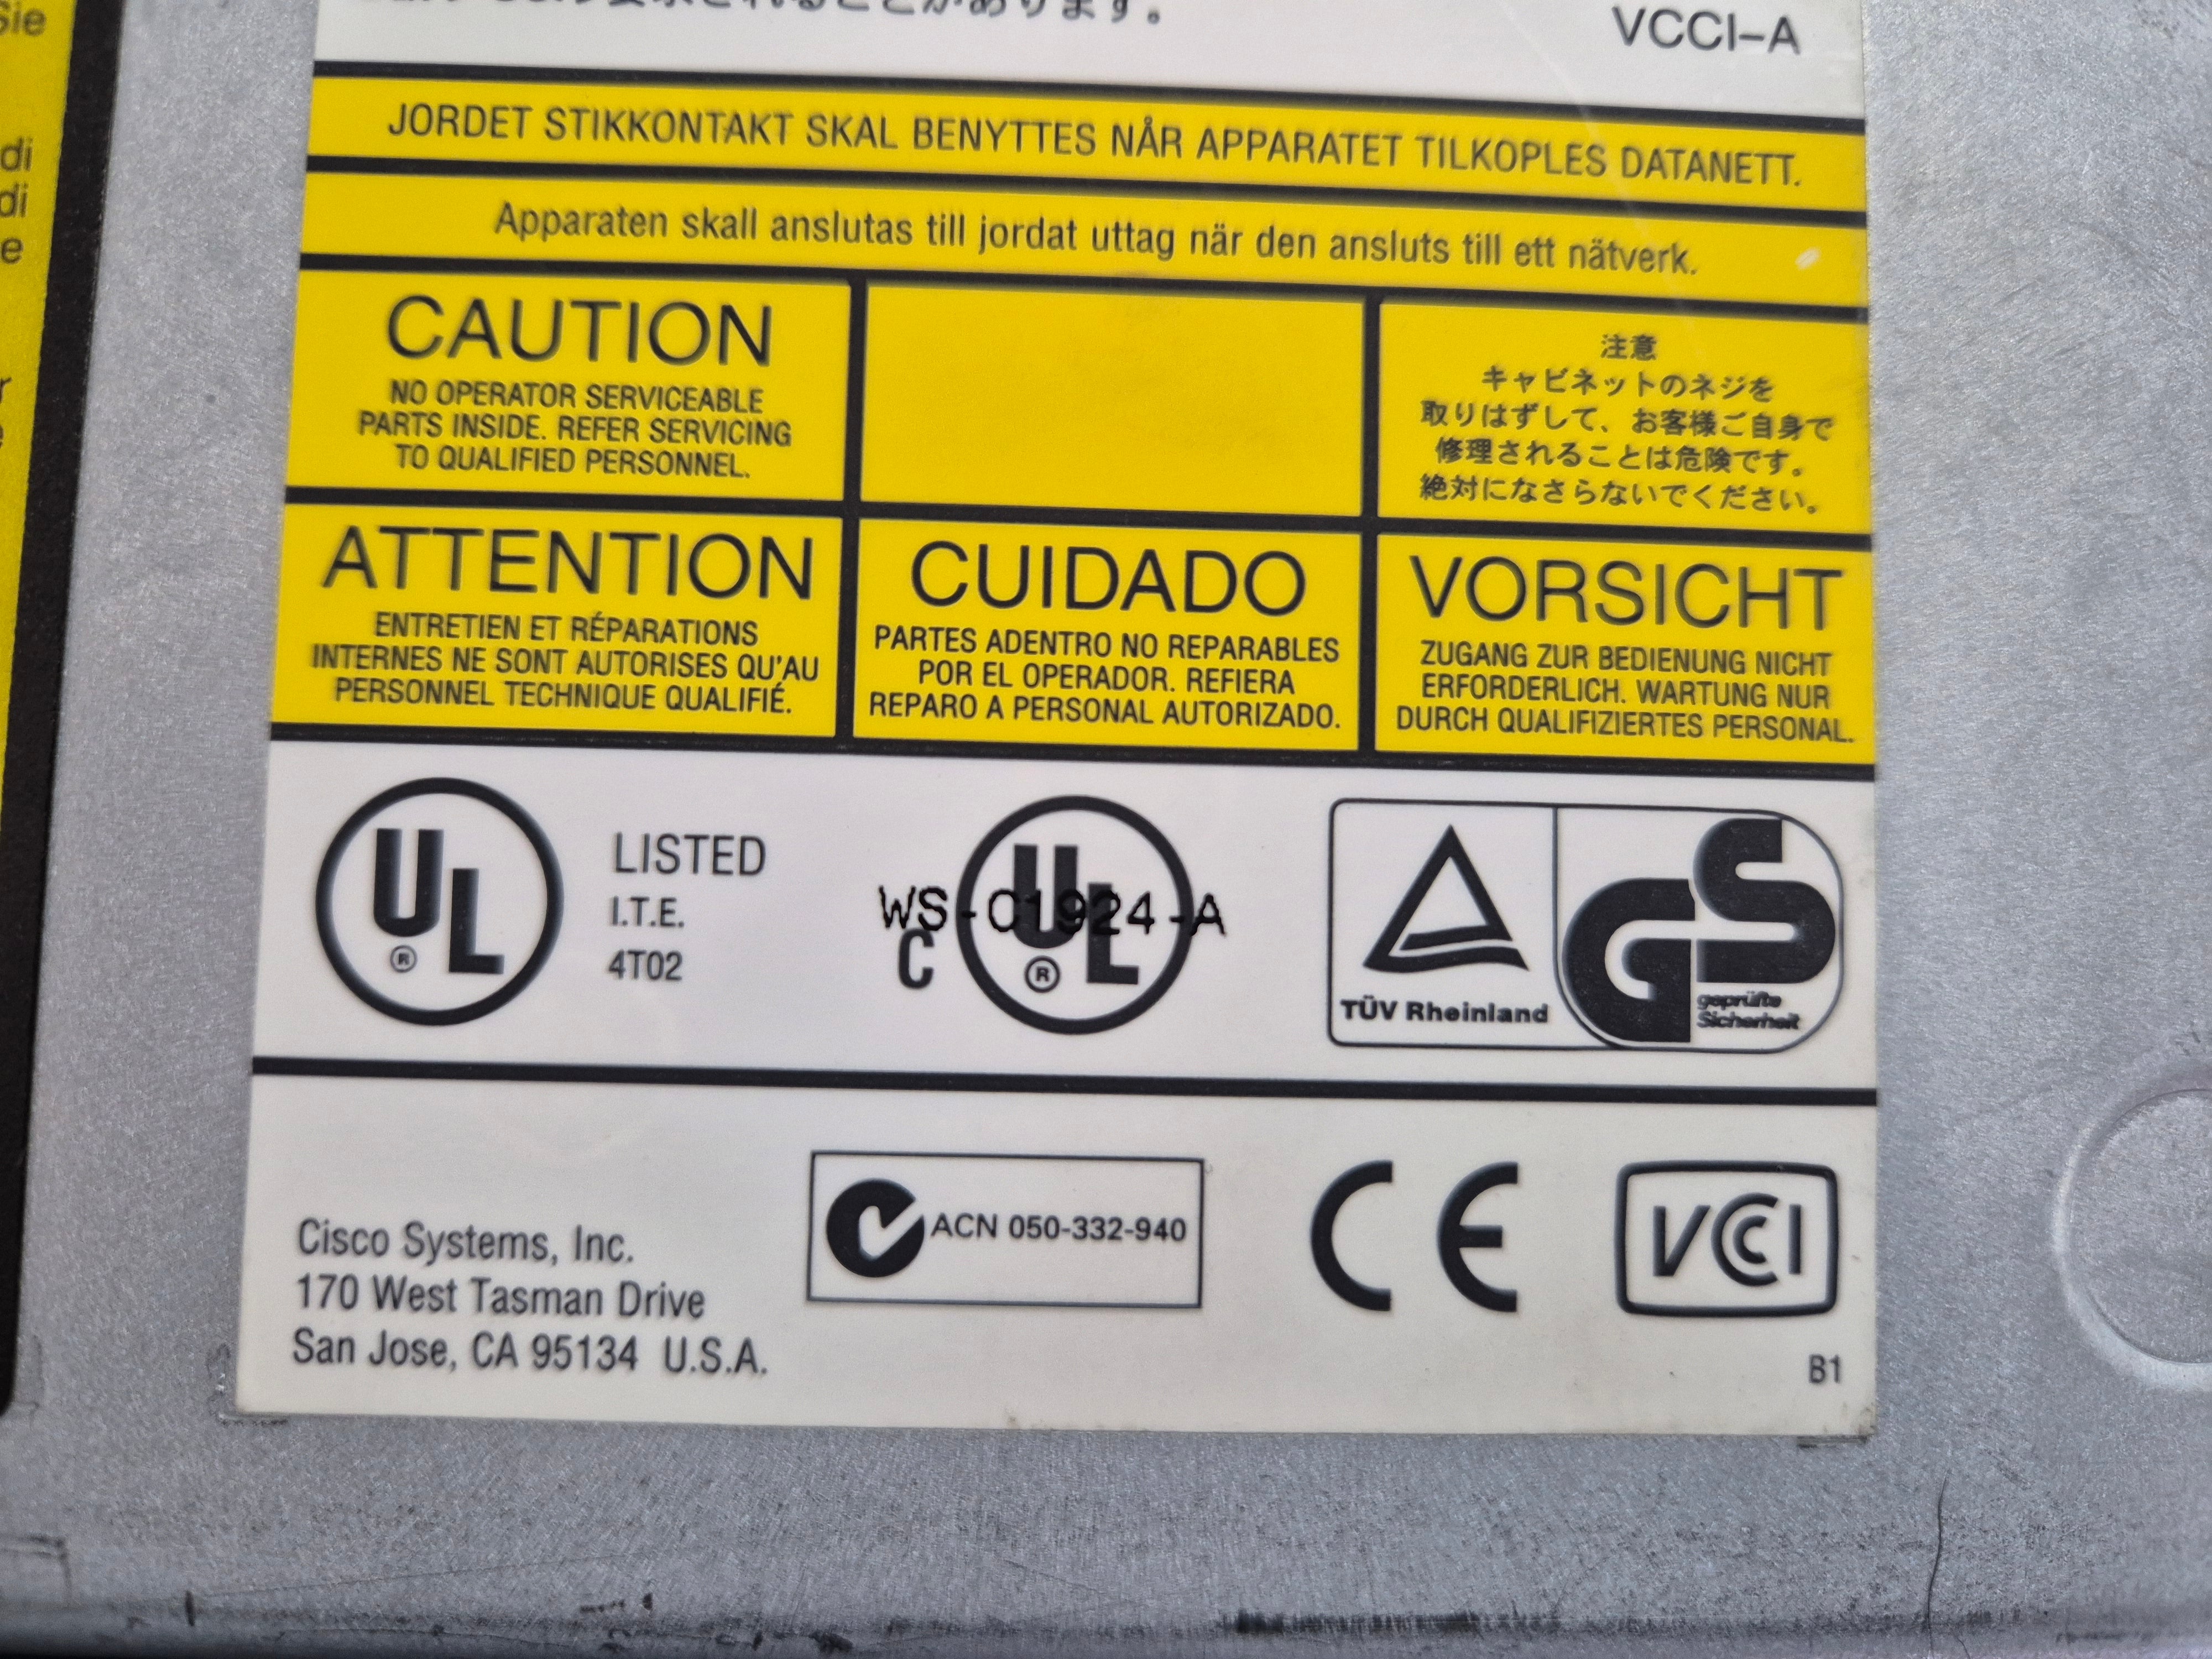 Sie
di
di
e
r
VCCI-A
JORDET STIKKONTAKT SKAL BENYTTES NÅR APPARATET TILKOPLES DATANETT.
Apparaten skall anslutas till jordat uttag när den ansluts till ett nätverk.
CAUTION
NO OPERATOR SERVICEABLE
PARTS INSIDE. REFER SERVICING
TO QUALIFIED PERSONNEL.
注意
キャビネットのネジを
取りはずして、お客様ご自身で
修理されることは危険です。
絶対になさらないでください。
ATTENTION
ENTRETIEN ET RÉPARATIONS
INTERNES NE SONT AUTORISES QU'AU
PERSONNEL TECHNIQUE QUALIFIÉ.
CUIDADO
PARTES ADENTRO NO REPARABLES
POR EL OPERADOR. REFIERA
REPARO A PERSONAL AUTORIZADO.
VORSICHT
ZUGANG ZUR BEDIENUNG NICHT
ERFORDERLICH. WARTUNG NUR
DURCH QUALIFIZIERTES PERSONAL.
UL ®
LISTED
I.T.E.
4T02
WS-C1924-A
C UL ®
TÜV Rheinland
GS
geprüfte
Sicherheit
Cisco Systems, Inc.
170 West Tasman Drive
San Jose, CA 95134 U.S.A.
ACN 050-332-940
CE
VCCI
B1